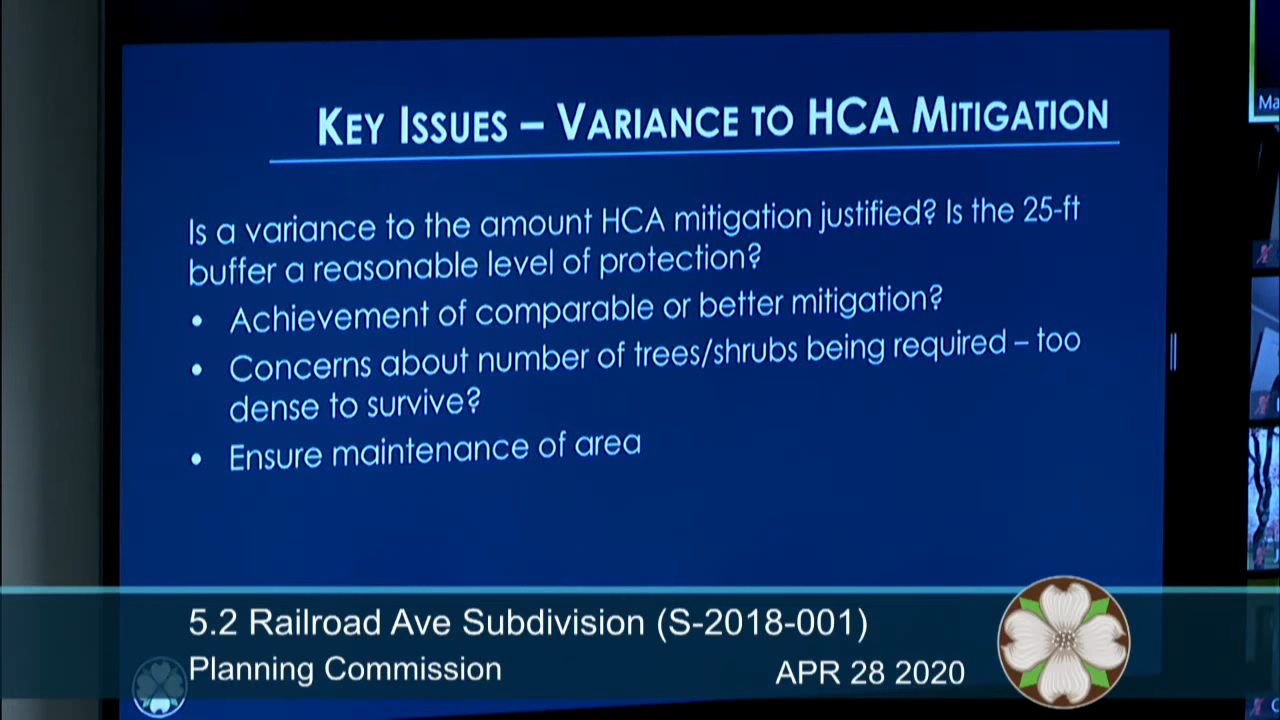 KEY ISSUES – VARIANCE TO HCA MITIGATION
Is a variance to the amount HCA mitigation justified? Is the 25-ft
buffer a reasonable level of protection?
• Achievement of comparable or better mitigation?
• Concerns about number of trees/shrubs being required – too
dense to survive?
• Ensure maintenance of area
5.2 Railroad Ave Subdivision (S-2018-001)
Planning Commission
APR 28 2020